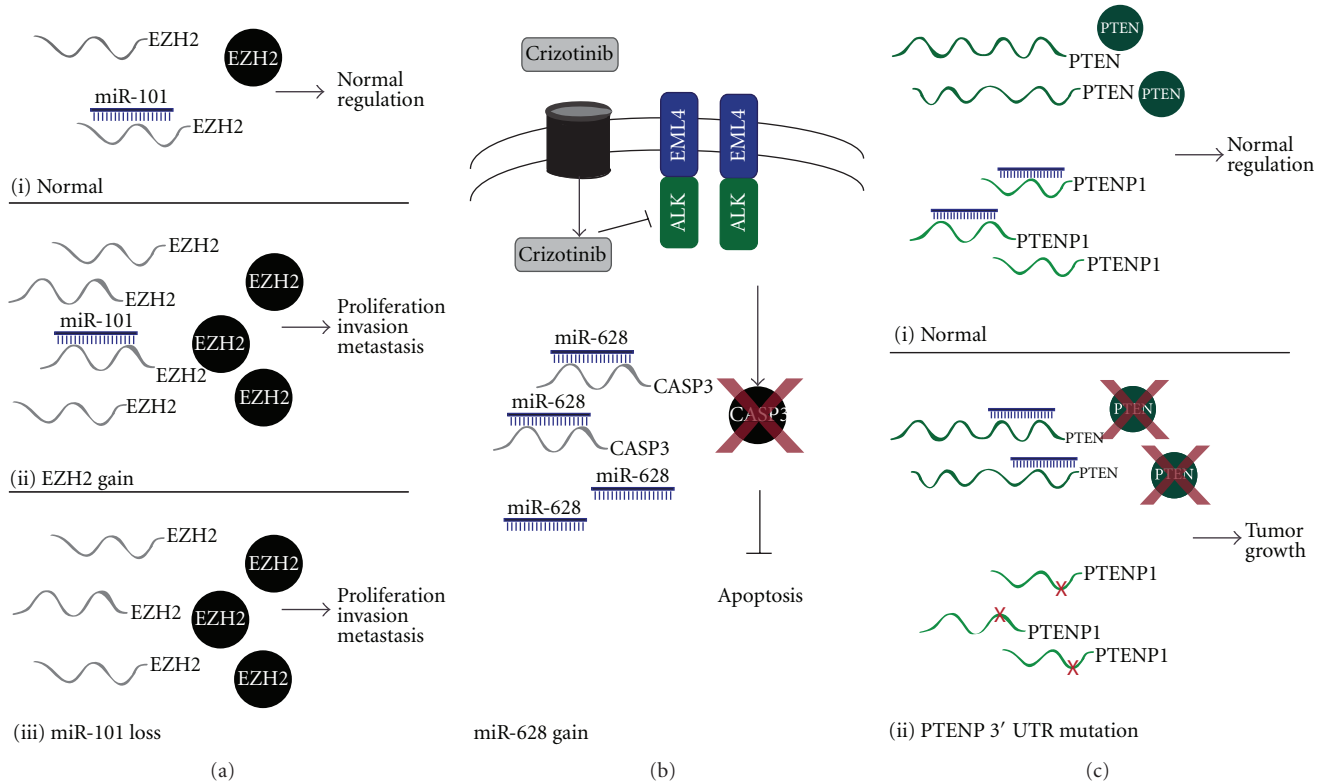 EZH2
EZH2
miR-101
EZH2
Normal
regulation
(i) Normal
EZH2
EZH2
EZH2
miR-101
EZH2
EZH2
EZH2
EZH2
Proliferation
invasion
metastasis
(ii) EZH2 gain
EZH2
EZH2
EZH2
EZH2
EZH2
EZH2
Proliferation
invasion
metastasis
(iii) miR-101 loss
(a)
Crizotinib
EML4
EML4
ALK
ALK
Crizotinib
miR-628
CASP3
miR-628
CASP3
CASP3
miR-628
miR-628
Apoptosis
miR-628 gain
(b)
PTEN
PTEN
PTEN
PTEN
Normal
regulation
PTENP1
PTENP1
PTENP1
(i) Normal
PTEN
PTEN
PTEN
PTEN
Tumor
growth
X
PTENP1
X
PTENP1
X
PTENP1
(ii) PTENP 3′ UTR mutation
(c)